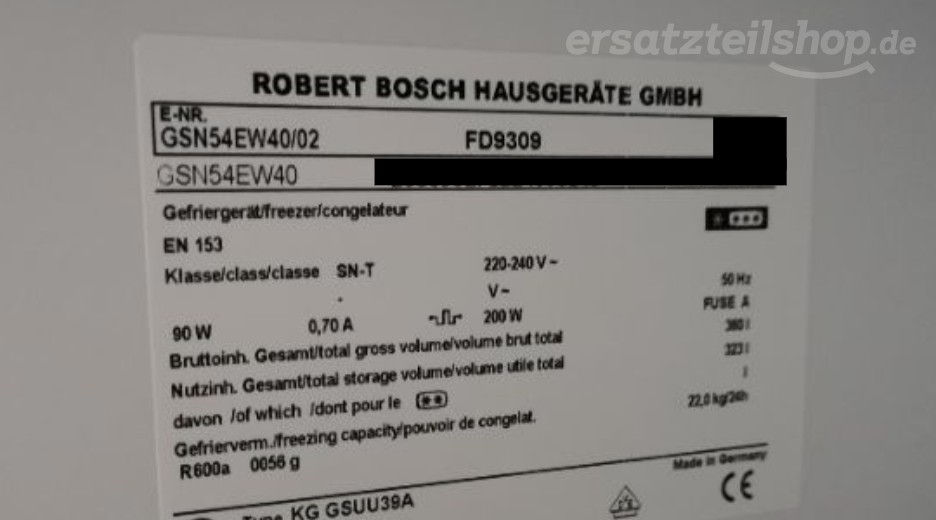 ersatzteilshop.de
ROBERT BOSCH HAUSGERÄTE GMBH
E-NR.
GSN54EW40/02 FD9309
GSN54EW40
Gefriergerät/freezer/congelateur
EN 153
Klasse/class/classe SN-T 220-240 V ~ 50 Hz
V ~ FUSE A
90 W 0,70 A 200 W 360 l
Bruttoinh. Gesamt/total gross volume/volume brut total
Nutzinh. Gesamt/total storage volume/volume utile total 323 l
davon /of which /dont pour le l
Gefrierverm./freezing capacity/pouvoir de congelat. 22,0 kg/24h
R600a 0056 g
Made in Germany
Type KG GSUU39A CE